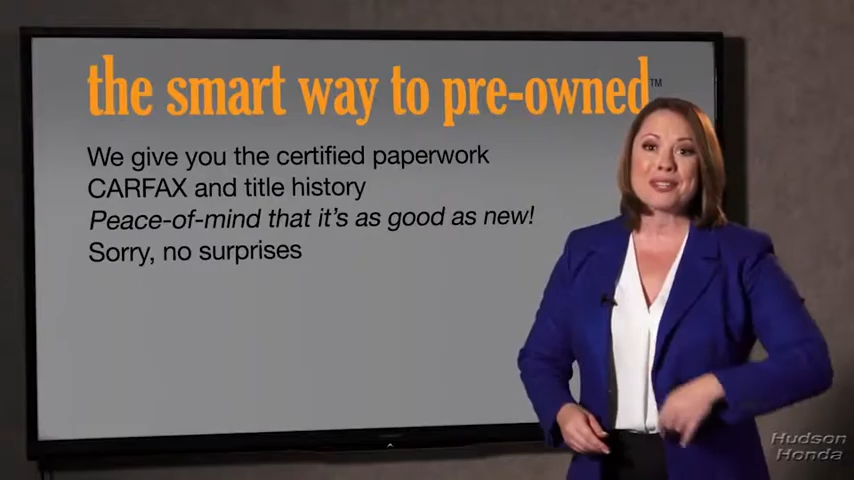 the smart way to pre-owned™
We give you the certified paperwork
CARFAX and title history
Peace-of-mind that it's as good as new!
Sorry, no surprises
Hudson
Honda